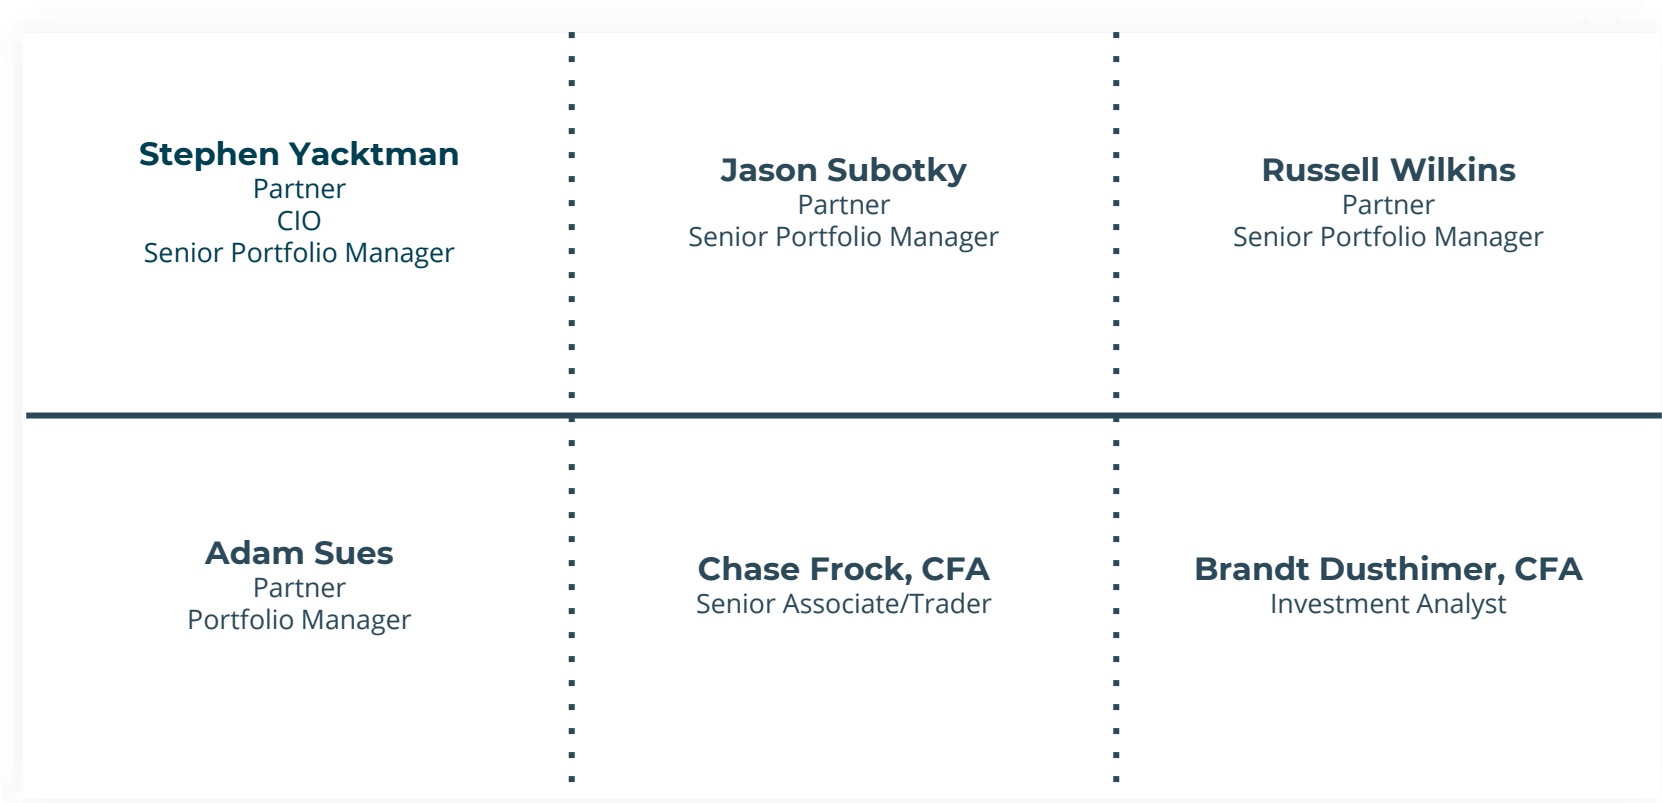 Stephen Yacktman
Partner
CIO
Senior Portfolio Manager
Jason Subotky
Partner
Senior Portfolio Manager
Russell Wilkins
Partner
Senior Portfolio Manager
Adam Sues
Partner
Portfolio Manager
Chase Frock, CFA
Senior Associate/Trader
Brandt Dusthimer, CFA
Investment Analyst